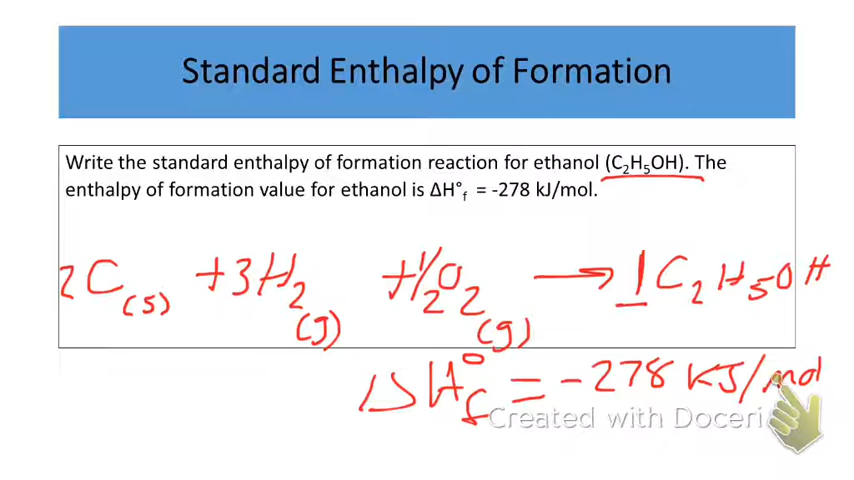 Standard Enthalpy of Formation
Write the standard enthalpy of formation reaction for ethanol (C₂H₅OH). The
enthalpy of formation value for ethanol is ΔH°f = -278 kJ/mol.
2C(s) +3H₂(g) +1/2O₂(g) → 1C₂H₅OH
ΔH°f = -278 KJ/mol
Created with Doceri